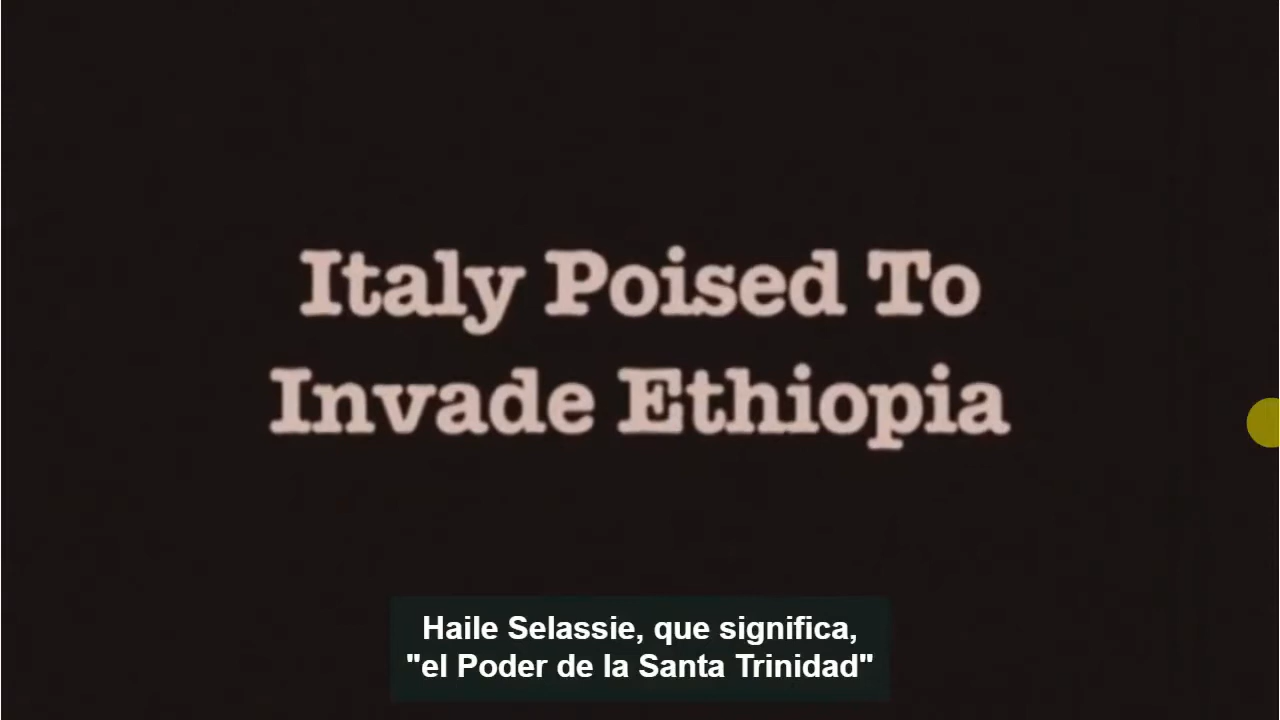 Italy Poised To
Invade Ethiopia
Haile Selassie, que significa,
"el Poder de la Santa Trinidad"